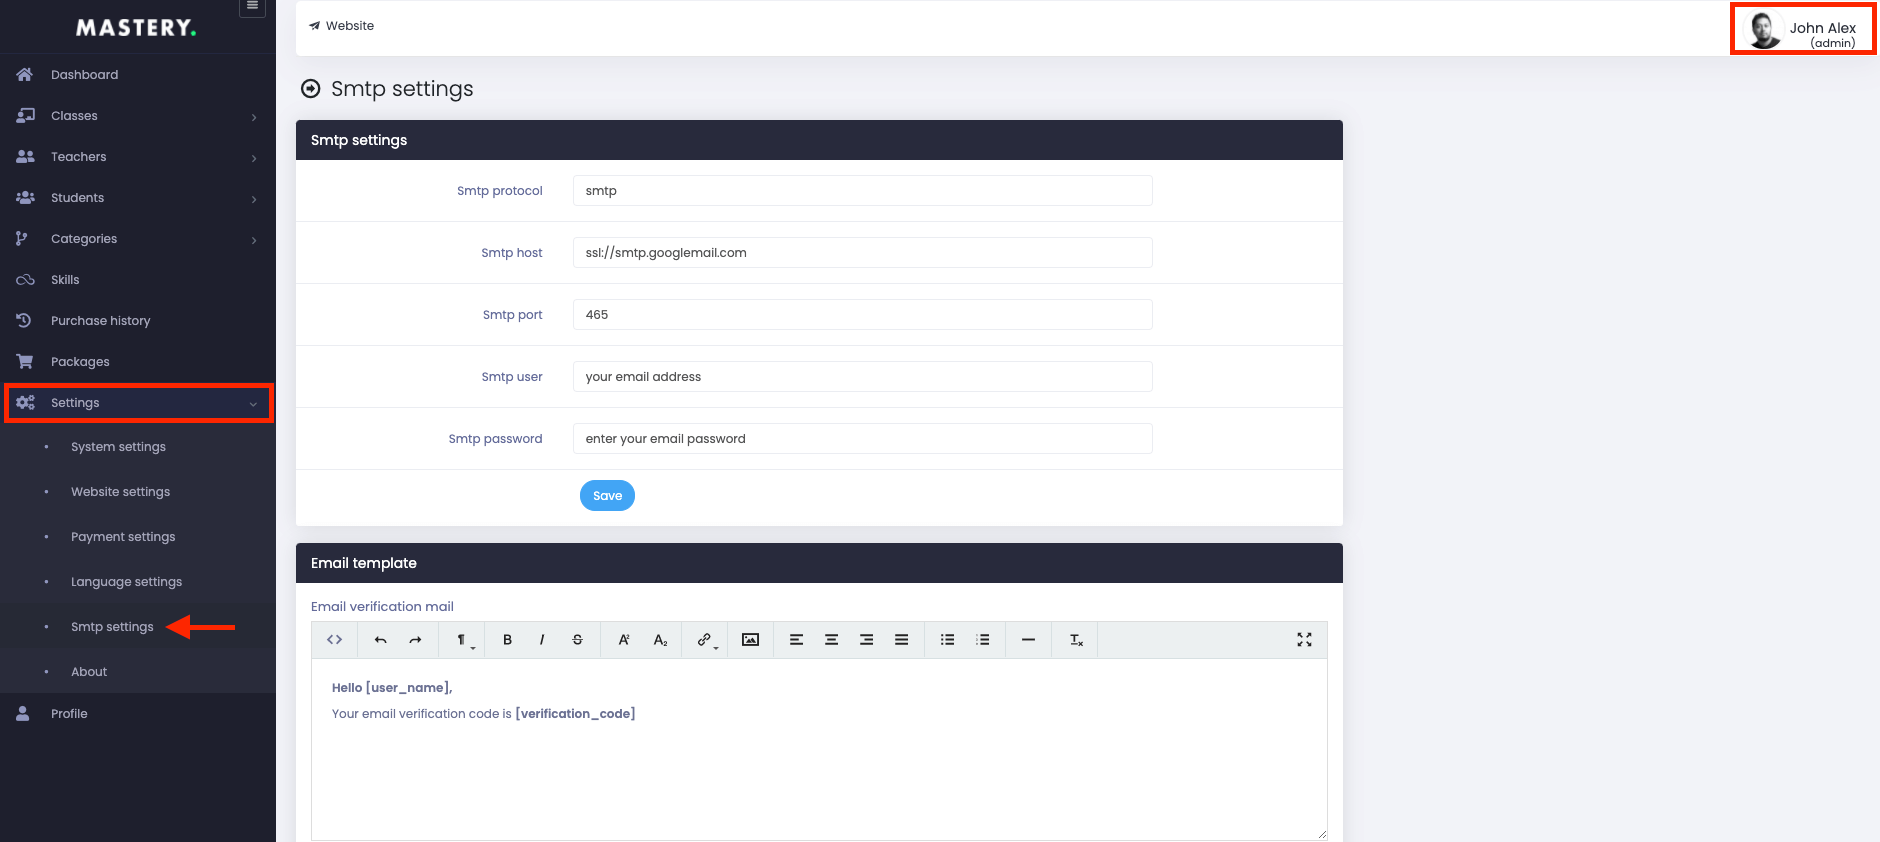 MASTERY.
Dashboard
Classes
Teachers
Students
Categories
Skills
Purchase history
Packages
Settings
System settings
Website settings
Payment settings
Language settings
Smtp settings
About
Profile
Website
John Alex
(admin)
Smtp settings
Smtp settings
Smtp protocol smtp
Smtp host ssl://smtp.googlemail.com
Smtp port 465
Smtp user your email address
Smtp password enter your email password
Save
Email template
Email verification mail
Hello [user_name],
Your email verification code is [verification_code]